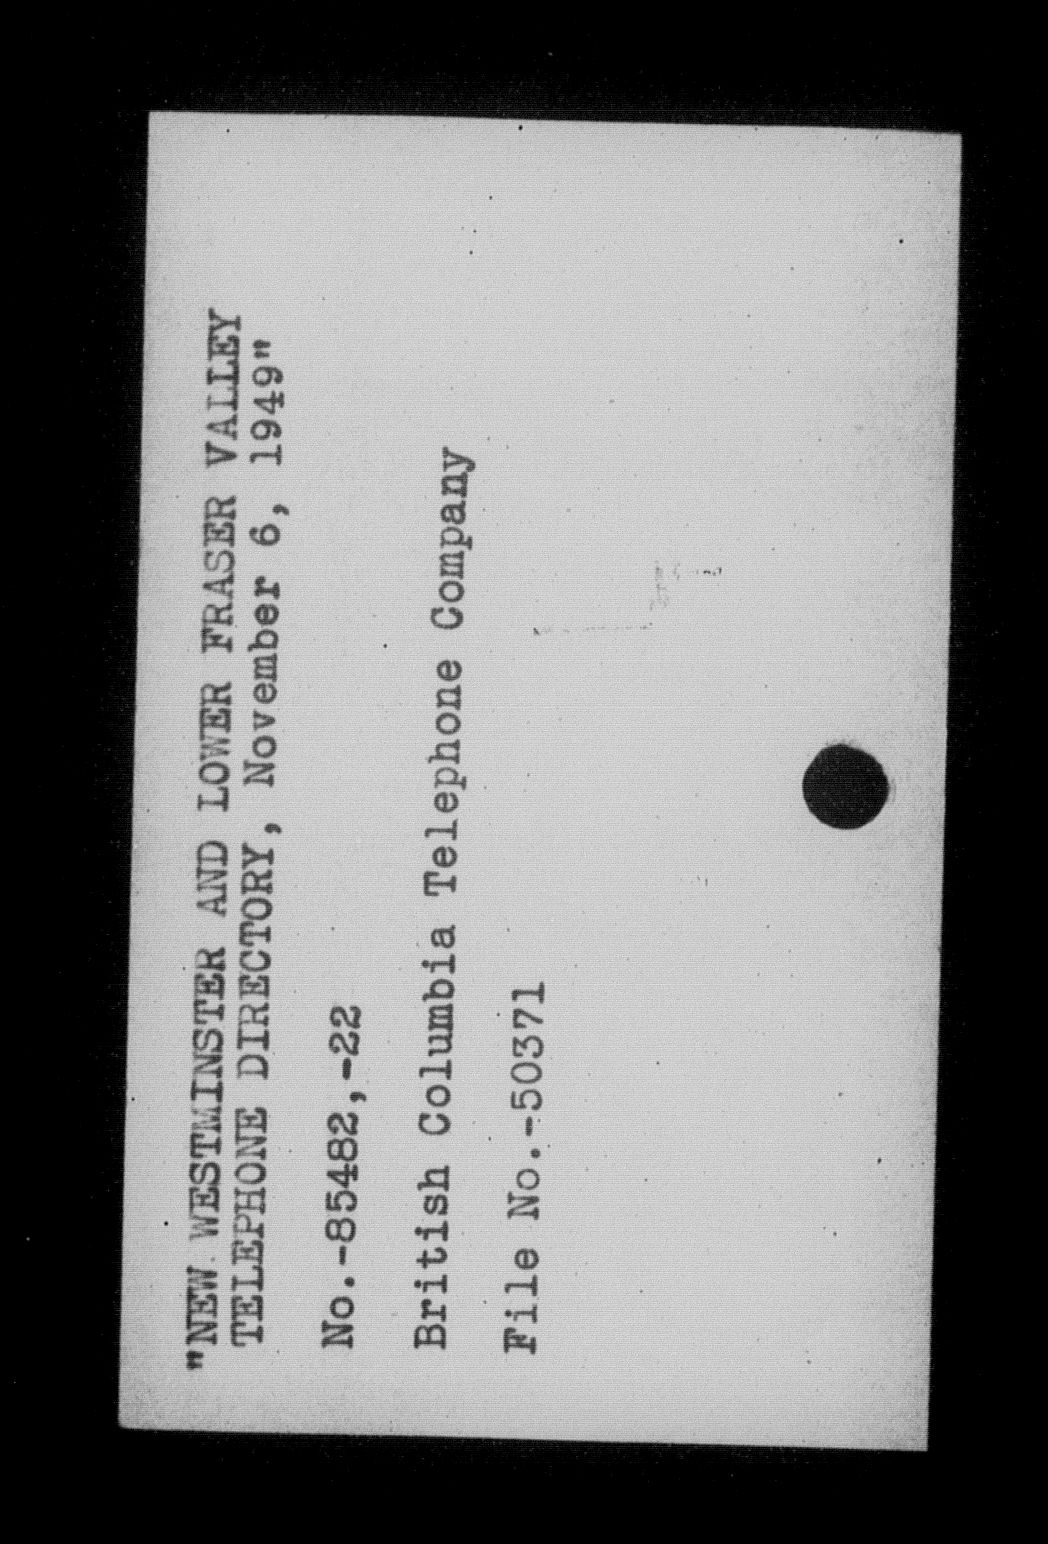 "NEW WESTMINSTER AND LOWER FRASER VALLEY
TELEPHONE DIRECTORY, November 6, 1949"
No.-85482,-22
British Columbia Telephone Company
File No.-50371